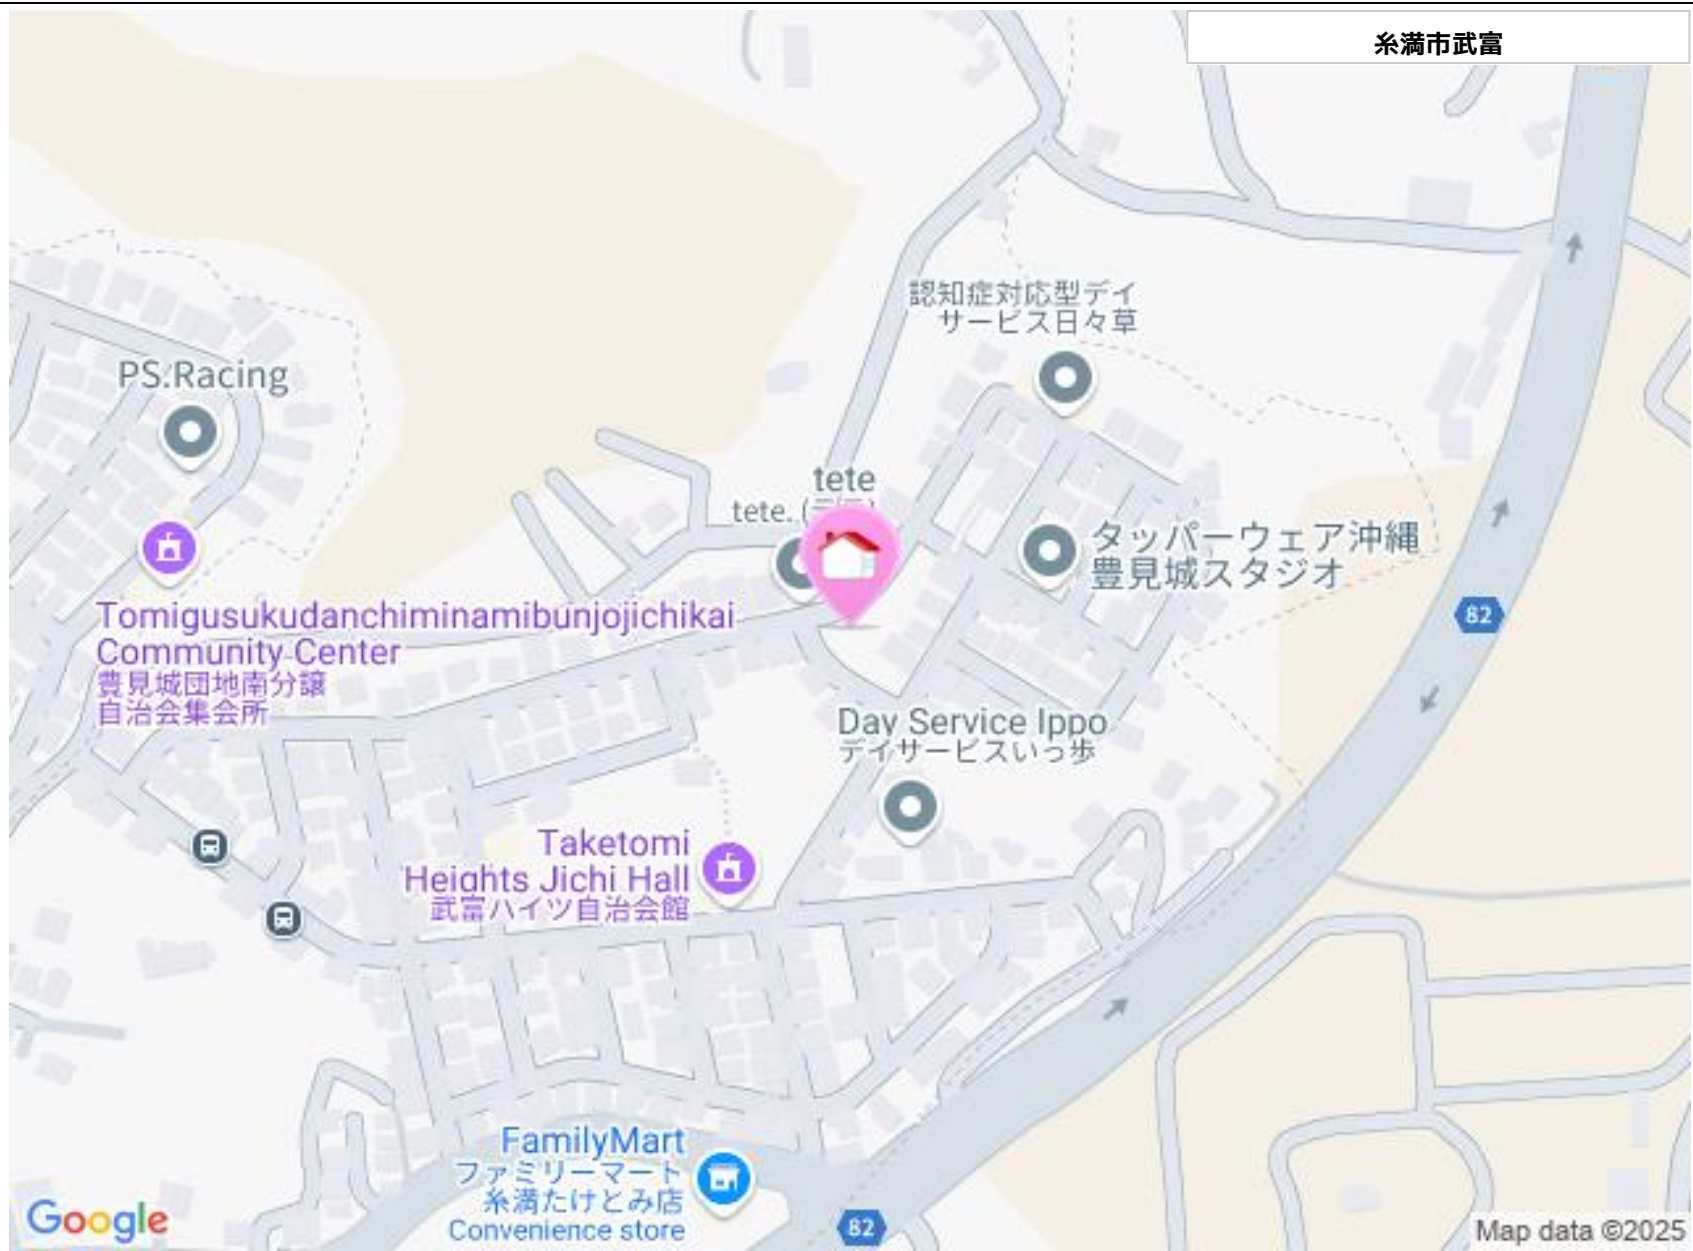 糸満市武富
認知症対応型デイ
サービス日々草
PS.Racing
tete
tete.
タッパーウェア沖縄
豊見城スタジオ
82
Tomigusukudanchiminamibunjojichikai
Community Center
豊見城団地南分譲
自治会集会所
Day Service Ippo
デイサービスいっ歩
Taketomi
Heights Jichi Hall
武富ハイツ自治会館
FamilyMart
ファミリーマート
糸満たけとみ店
Convenience store
82
Google
Map data ©2025